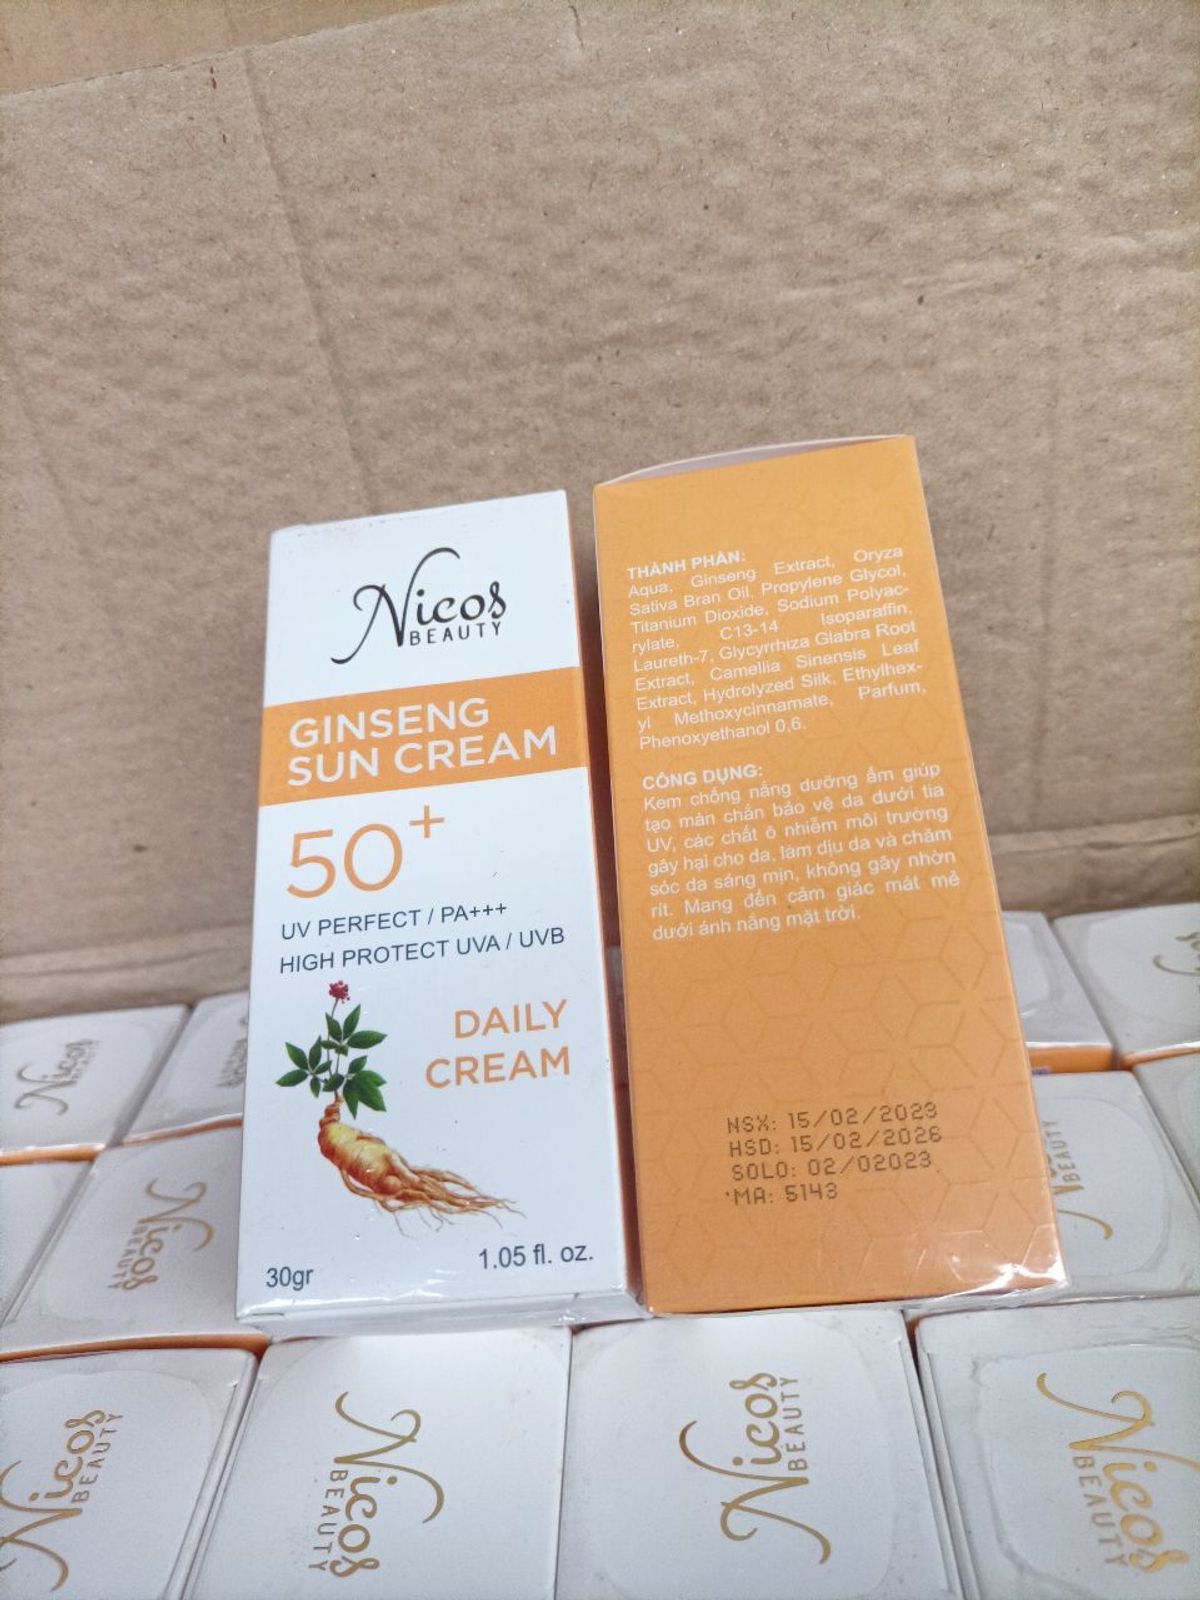 Nicos
BEAUTY
GINSENG
SUN CREAM
50+
UV PERFECT / PA+++
HIGH PROTECT UVA / UVB
DAILY
CREAM
30gr
1.05 fl. oz.
THÀNH PHẦN:
Aqua, Ginseng Extract, Oryza
Sativa Bran Oil, Propylene Glycol,
Titanium Dioxide, Sodium Polyac-
rylate, C13-14 Isoparaffin,
Laureth-7, Glycyrrhiza Glabra Root
Extract, Camellia Sinensis Leaf
Extract, Hydrolyzed Silk, Ethylhex-
yl Methoxycinnamate, Parfum,
Phenoxyethanol 0,6.
CÔNG DỤNG:
Kem chống nắng dưỡng ẩm giúp
tạo màn chắn bảo vệ da dưới tia
UV, các chất ô nhiễm môi trường
gây hại cho da, làm dịu da và chăm
sóc da sáng mịn, không gây nhờn
rít. Mang đến cảm giác mát mẻ
dưới ánh nắng mặt trời.
NSX: 15/02/2023
HSD: 15/02/2026
SOLO: 02/02023
MA: 5143
Nicos
BEAUTY
Nicos
BEAUTY
BEAUTY
Nicos
BEAUTY
Nicos
BEAUTY
Nicos
BEAUTY
Nicos
BEAUTY